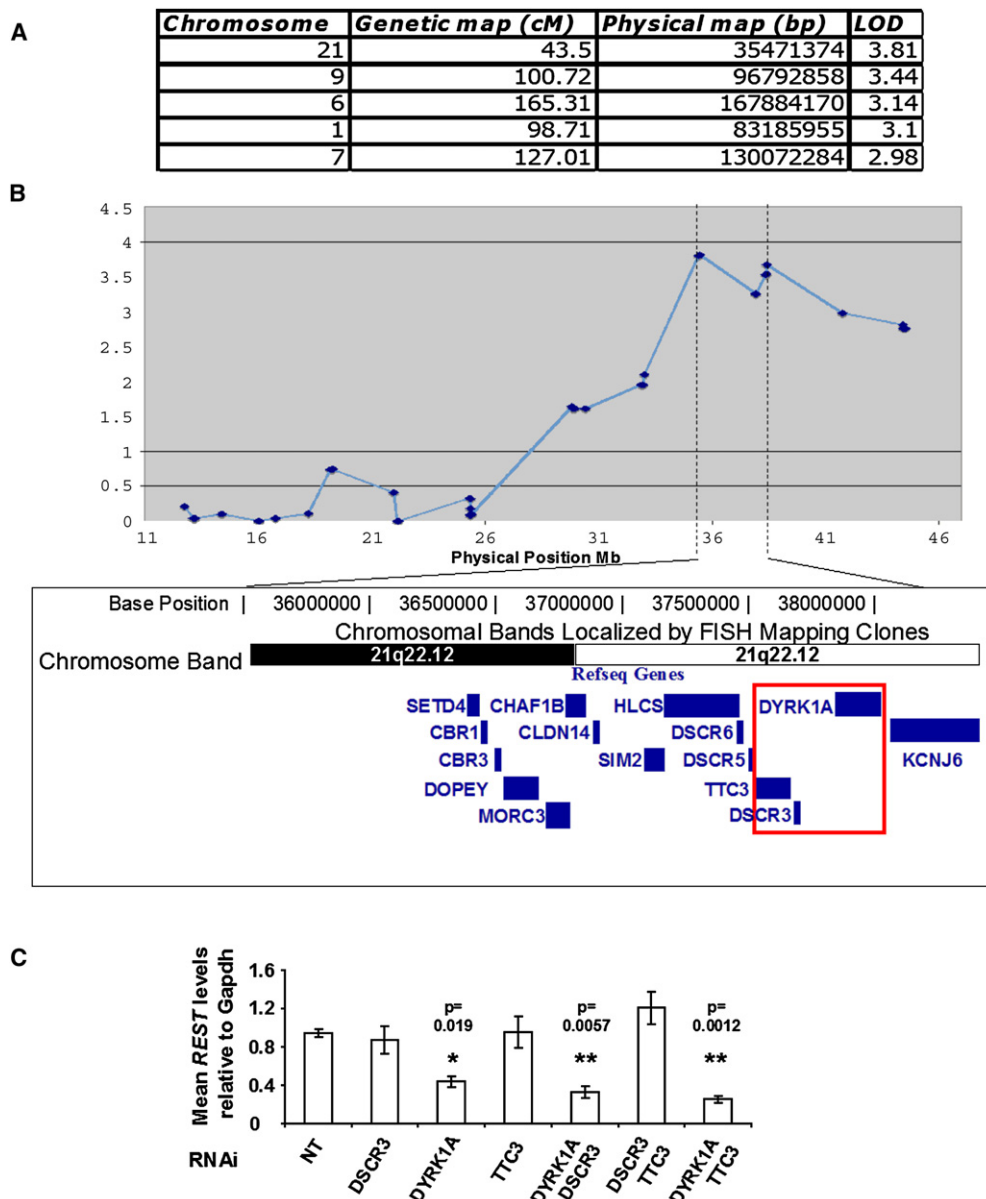 A
Chromosome Genetic map (cM) Physical map (bp) LOD
21 43.5 35471374 3.81
9 100.72 96792858 3.44
6 165.31 167884170 3.14
1 98.71 83185955 3.1
7 127.01 130072284 2.98
B
4.5
4
3.5
3
2.5
2
1.5
1
0.5
0
11 16 21 26 31 36 41 46
Physical Position Mb
Base Position | 36000000 | 36500000 | 37000000 | 37500000 | 38000000 |
Chromosomal Bands Localized by FISH Mapping Clones
Chromosome Band 21q22.12 21q22.12
Refseq Genes
SETD4 CHAF1B HLCS DYRK1A
CBR1 CLDN14 DSCR6 KCNJ6
CBR3 SIM2 DSCR5
DOPEY TTC3
MORC3 DSCR3
C
Mean REST levels
relative to Gapdh
1.6
1.2
0.8
0.4
0
p=
0.019
*
p=
0.0057
**
p=
0.0012
**
RNAi
NT
DSCR3
DYRK1A
TTC3
DYRK1A
DSCR3
DSCR3
TTC3
DYRK1A
TTC3